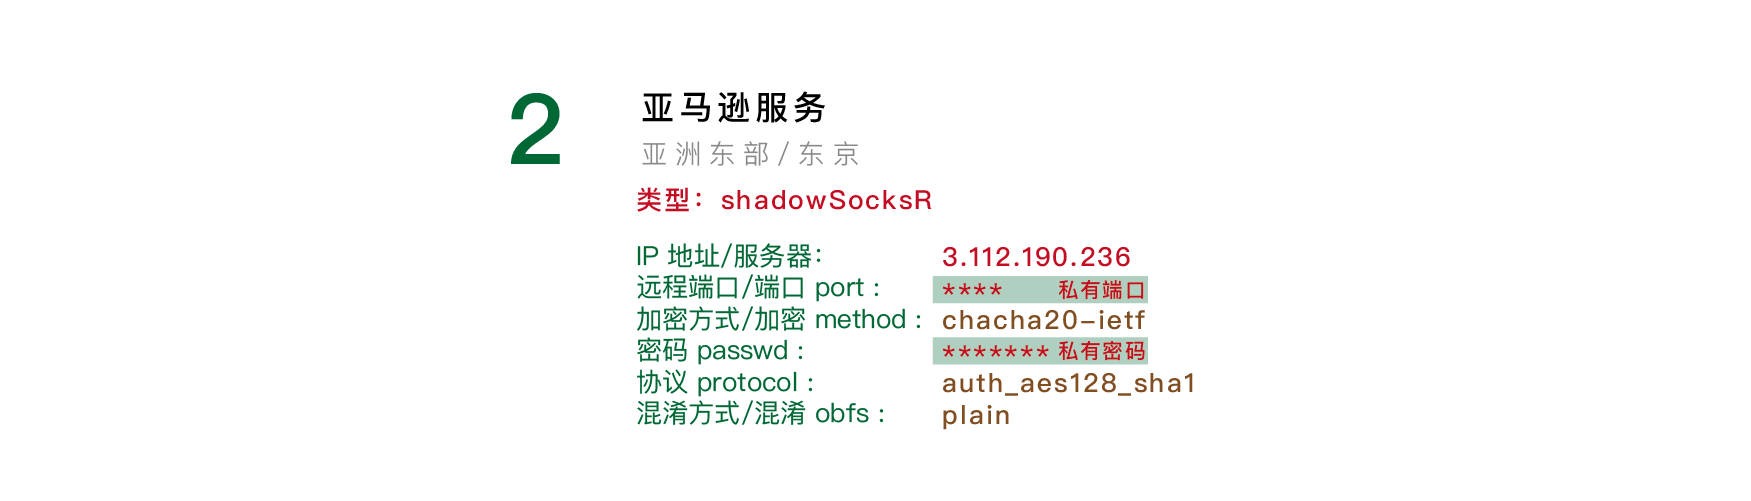 2
亚马逊服务
亚洲东部/东京
类型：shadowSocksR
IP 地址/服务器：3.112.190.236
远程端口/端口 port : **** 私有端口
加密方式/加密 method : chacha20-ietf
密码 passwd : ******* 私有密码
协议 protocol : auth_aes128_sha1
混淆方式/混淆 obfs : plain